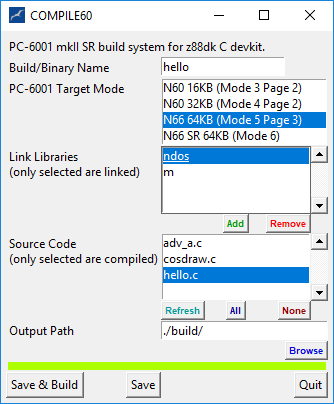 COMPILE60
PC-6001 mkII SR build system for z88dk C devkit.
Build/Binary Name hello
PC-6001 Target Mode N60 16KB (Mode 3 Page 2)
N60 32KB (Mode 4 Page 2)
N66 64KB (Mode 5 Page 3)
N66 SR 64KB (Mode 6)
Link Libraries ndos
(only selected are linked) m
Add Remove
Source Code adv_a.c
(only selected are compiled) cosdraw.c
hello.c
Refresh All None
Output Path ./build/
Browse
Save & Build Save Quit